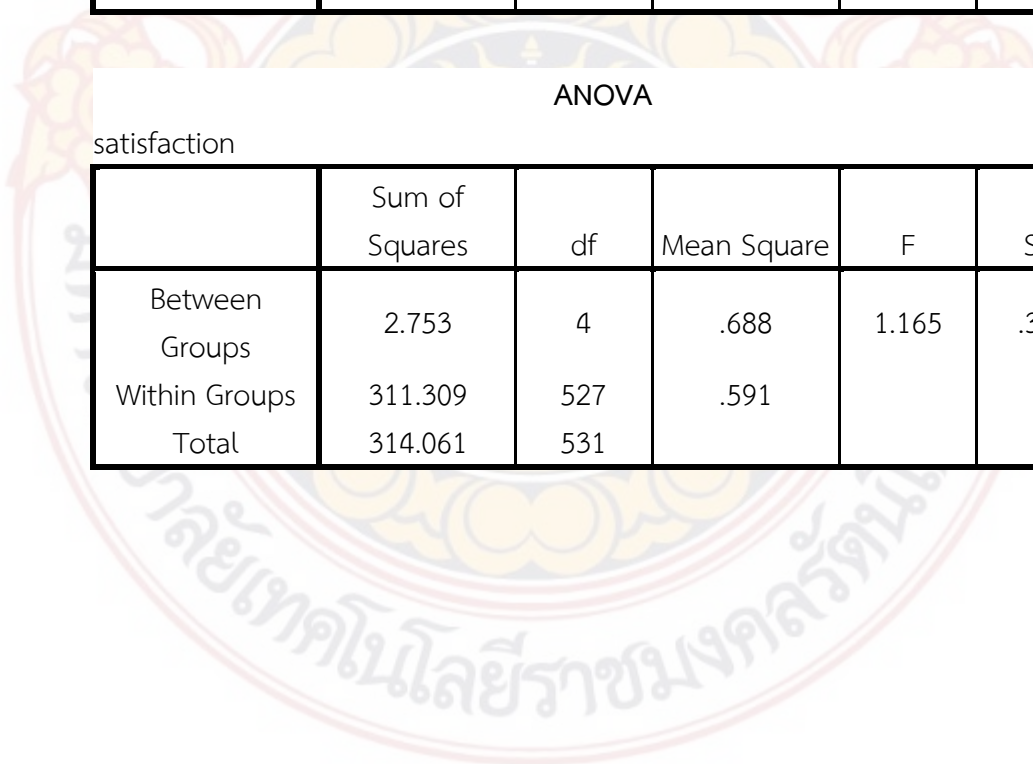 ANOVA
satisfaction
Sum of Squares df Mean Square F
Between Groups 2.753 4 .688 1.165 .3
Within Groups 311.309 527 .591
Total 314.061 531